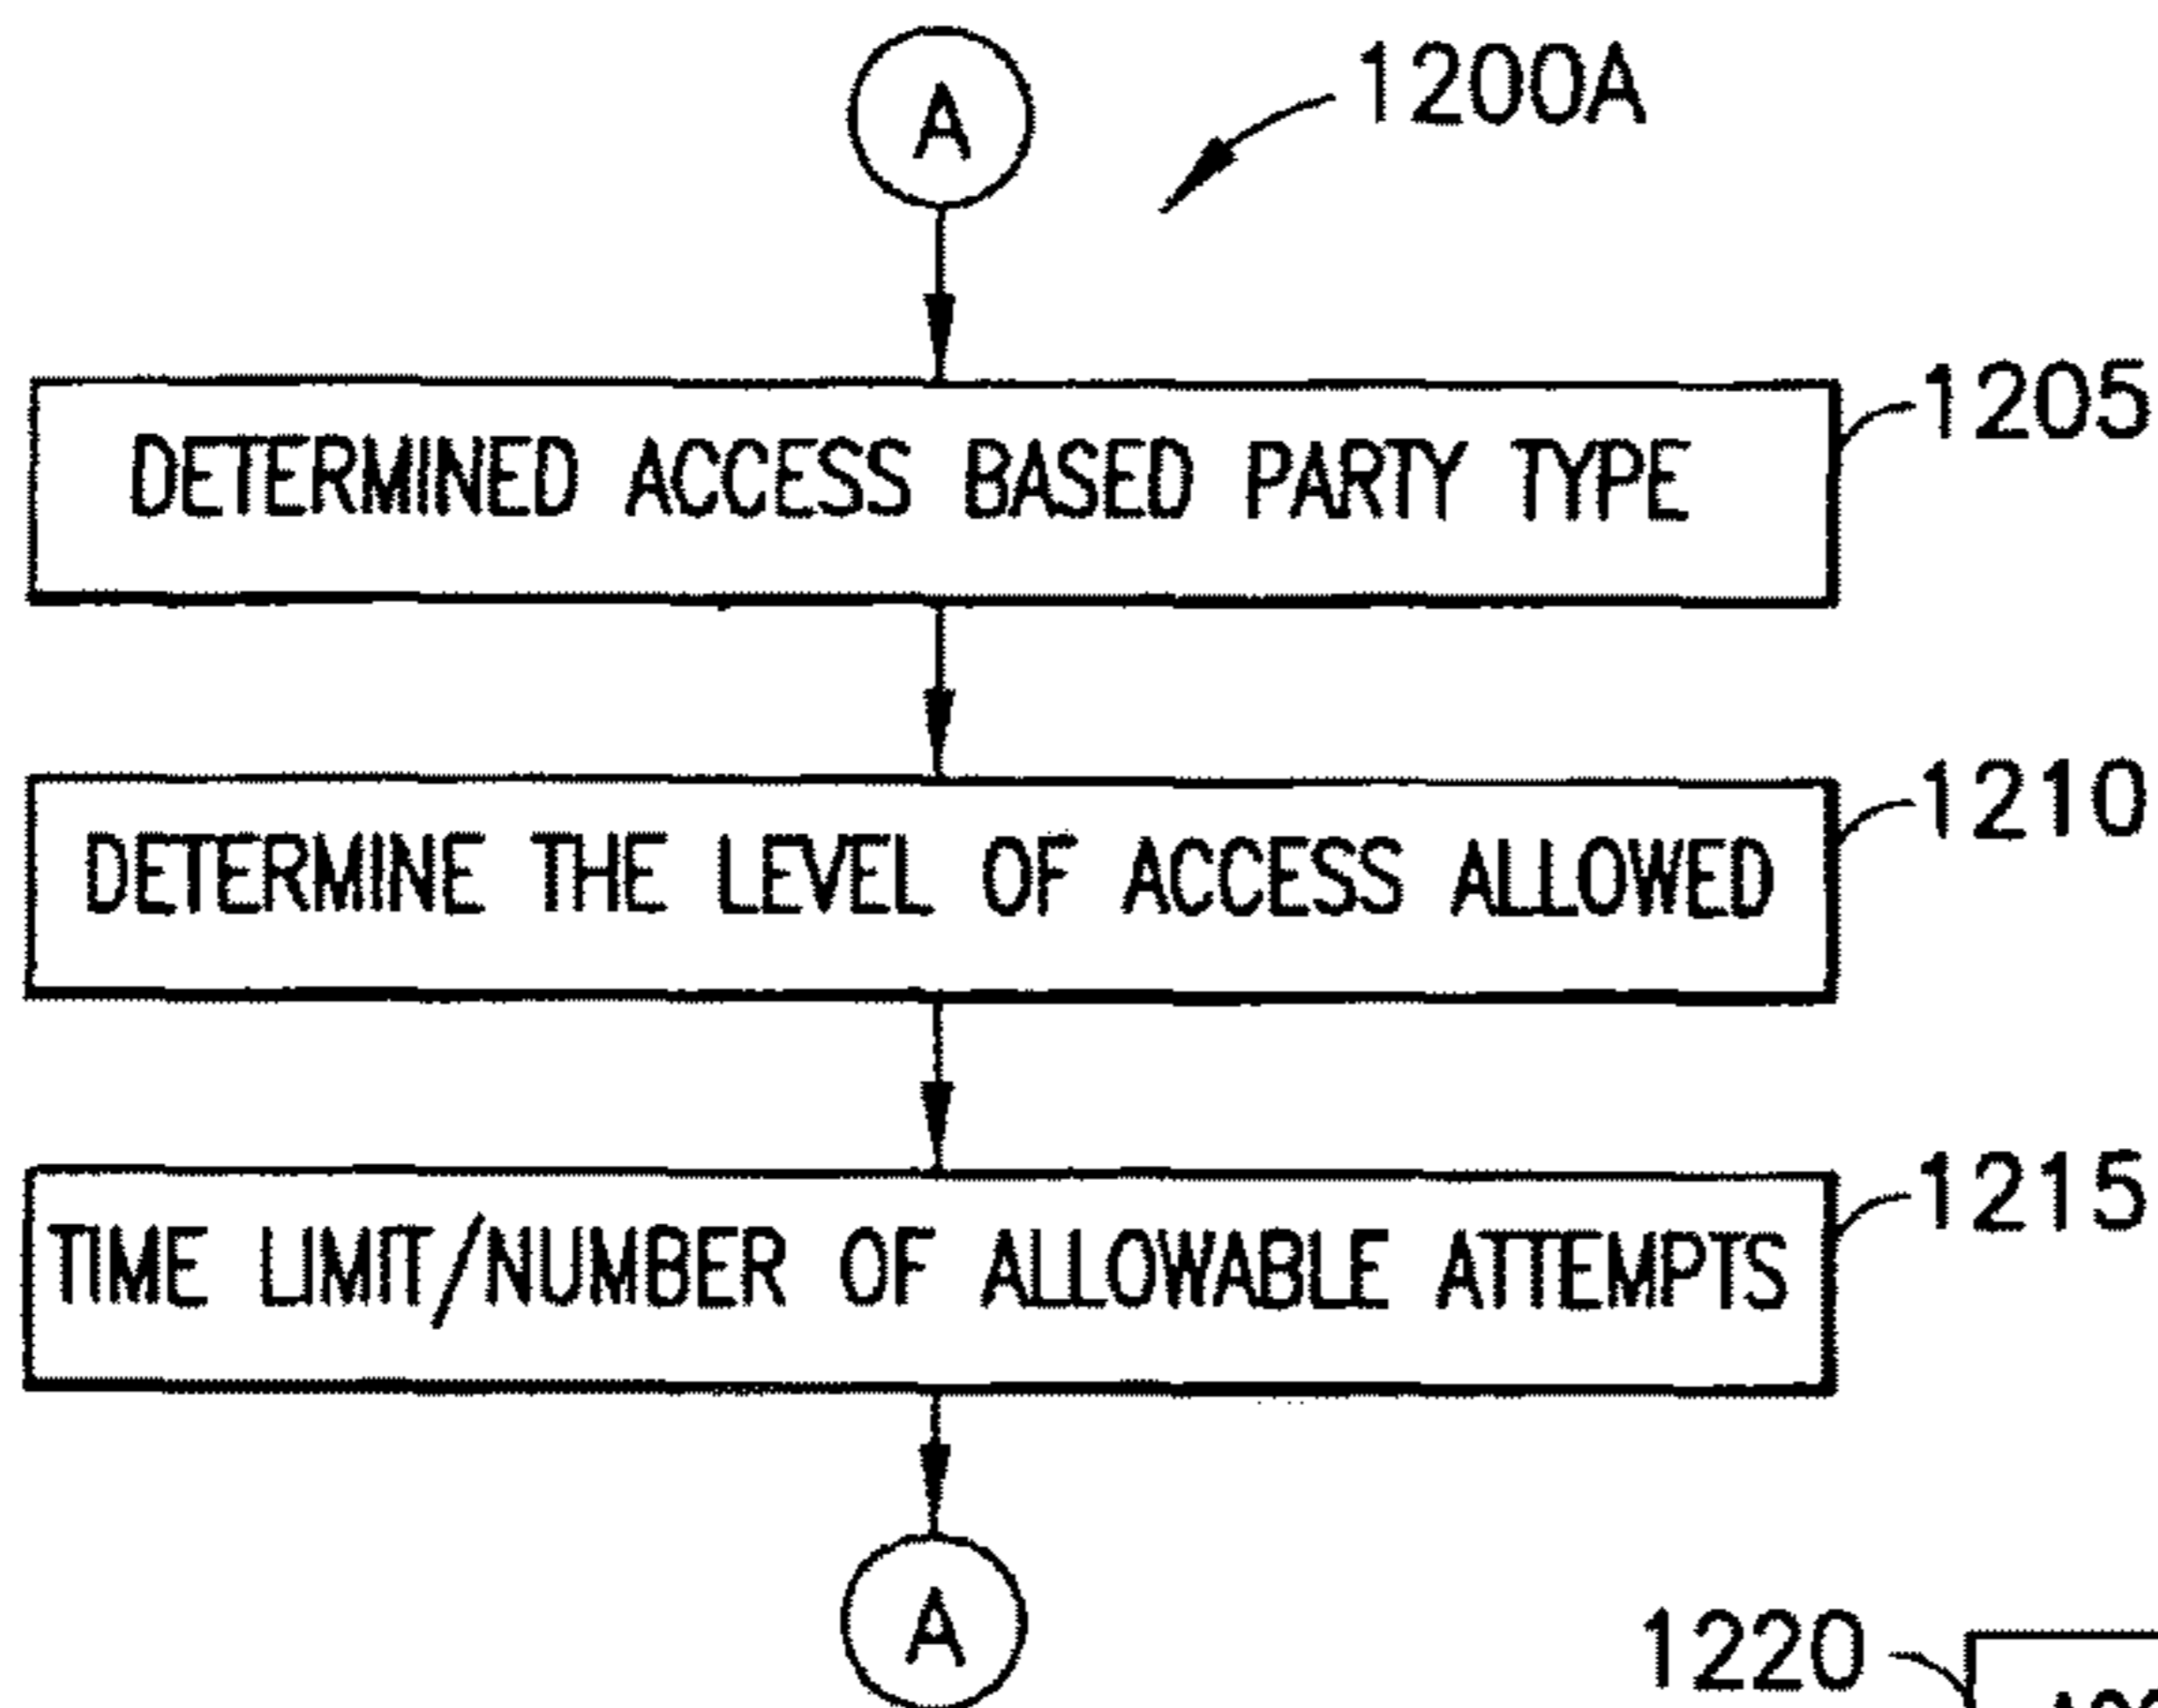 A
1200A
DETERMINED ACCESS BASED PARTY TYPE
1205
DETERMINE THE LEVEL OF ACCESS ALLOWED
1210
TIME LIMIT/NUMBER OF ALLOWABLE ATTEMPTS
1215
A
1220